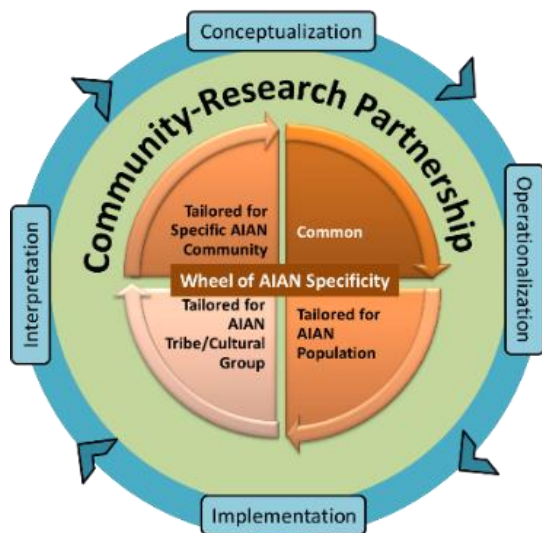 Conceptualization
Community-Research Partnership
Operationalization
Interpretation
Tailored for
Specific AIAN
Community
Common
Wheel of AIAN Specificity
Tailored for
AIAN
Tribe/Cultural
Group
Tailored for
AIAN
Population
Implementation